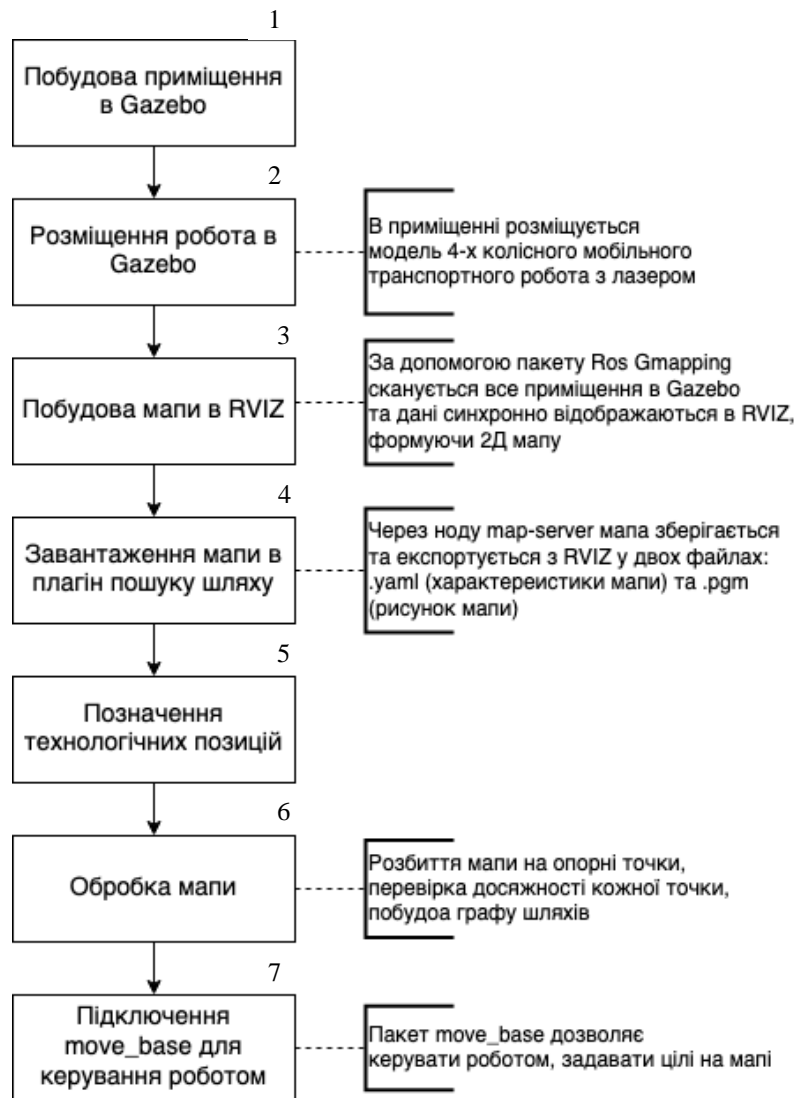 1
Побудова приміщення
в Gazebo
2
Розміщення робота в
Gazebo
В приміщенні розміщується
модель 4-х колісного мобільного
транспортного робота з лазером
3
Побудова мапи в RVIZ
За допомогою пакету Ros Gmapping
сканується все приміщення в Gazebo
та дані синхронно відображаються в RVIZ,
формуючи 2Д мапу
4
Завантаження мапи в
плагін пошуку шляху
Через ноду map-server мапа зберігається
та експортується з RVIZ у двох файлах:
.yaml (характереистики мапи) та .pgm
(рисунок мапи)
5
Позначення
технологічних позицій
6
Обробка мапи
Розбиття мапи на опорні точки,
перевірка досяжності кожної точки,
побудоа графу шляхів
7
Підключення
move_base для
керування роботом
Пакет move_base дозволяє
керувати роботом, задавати цілі на мапі